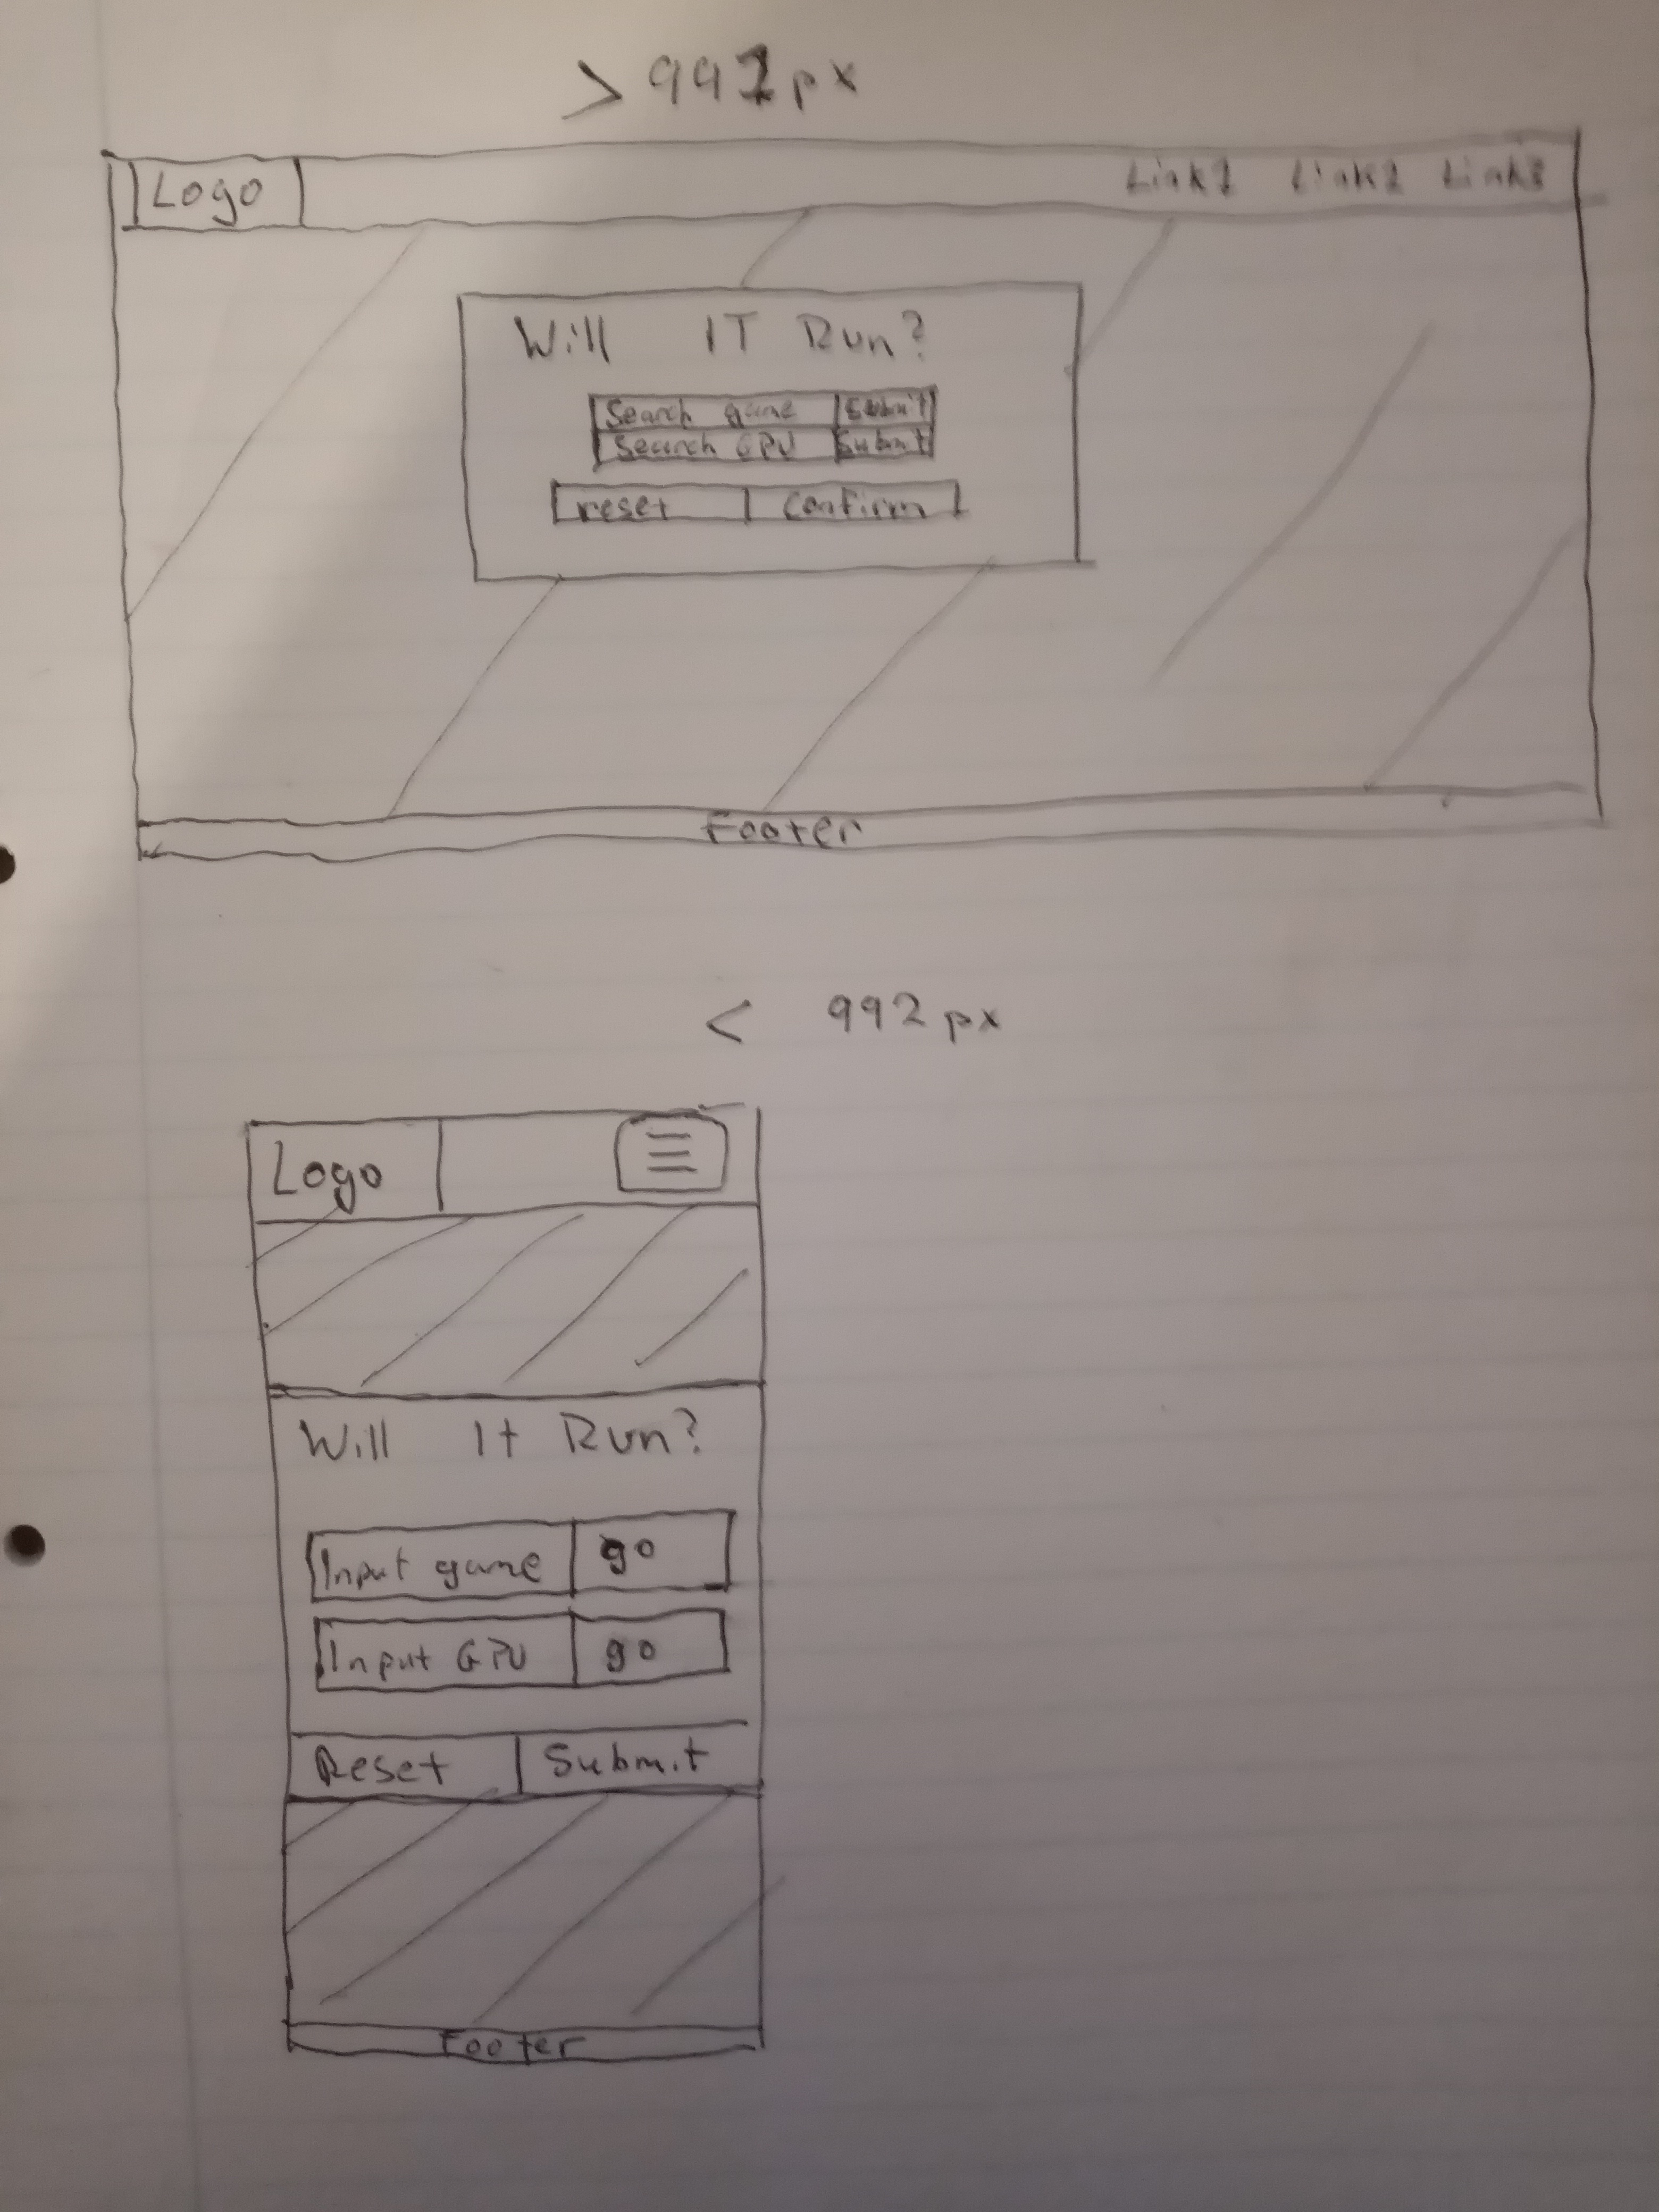 > 991px
Logo Link1 Link2 Link3
Will IT Run?
Search game Submit
Search GPU Submit
reset Confirm
Footer
< 992px
Logo
Will It Run?
Input game go
Input GPU go
Reset Submit
Footer